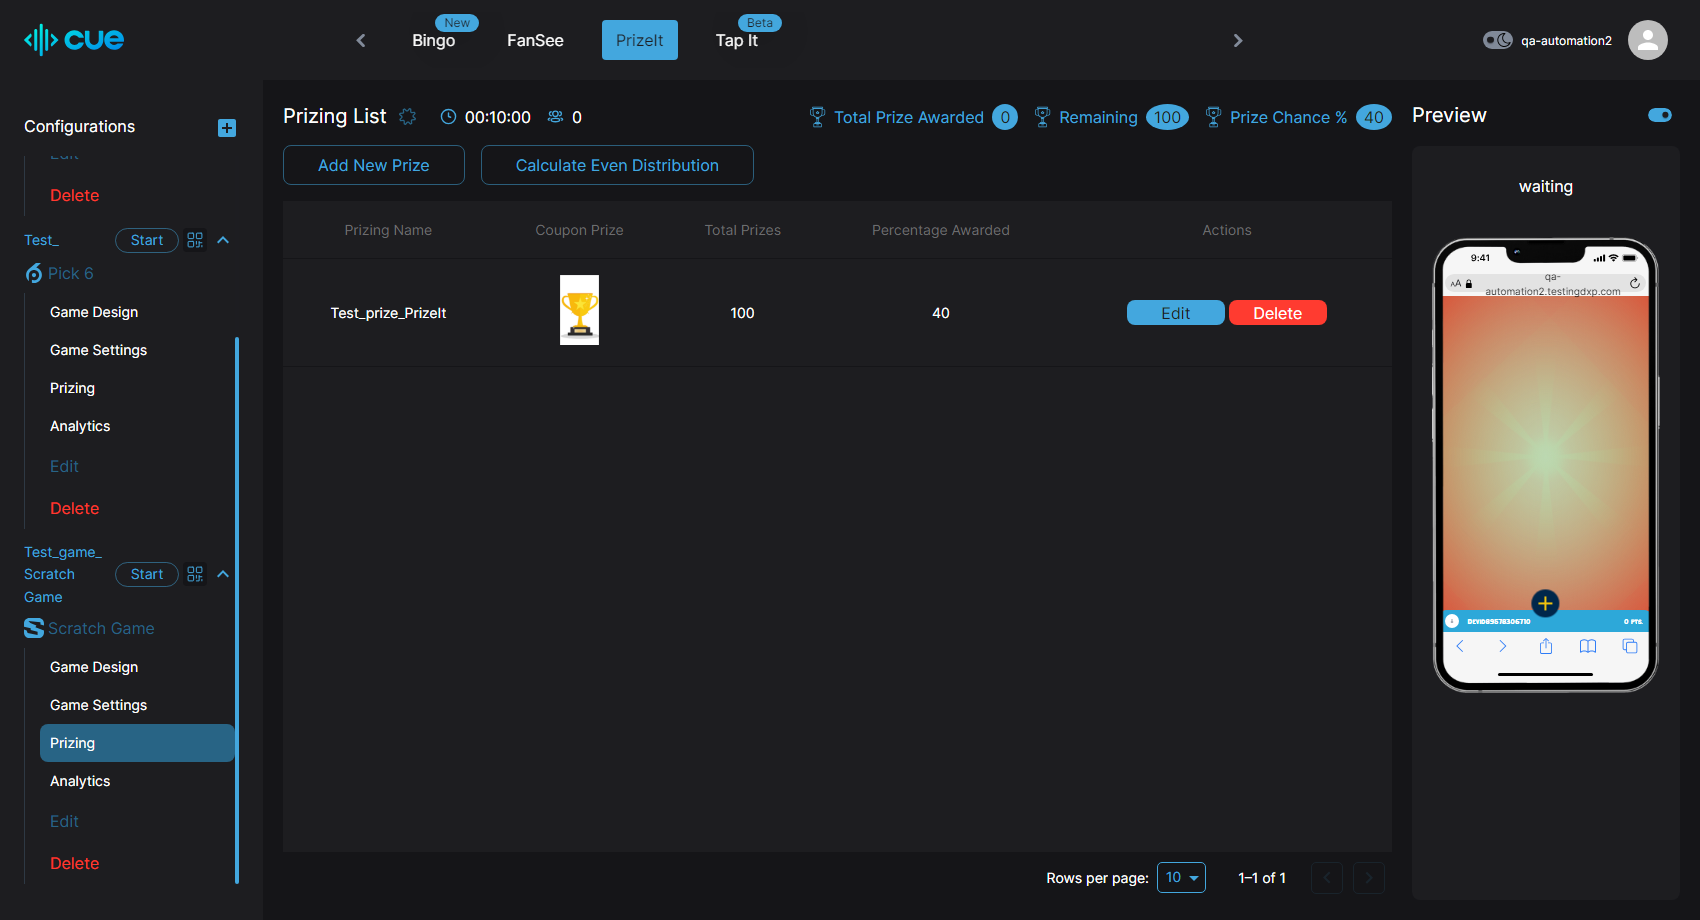 cue
New
Bingo
FanSee
PrizeIt
Beta
Tap It
qa-automation2
Configurations
Edit
Delete
Test_
Start
Pick 6
Game Design
Game Settings
Prizing
Analytics
Edit
Delete
Test_game_
Scratch
Game
Start
Scratch Game
Game Design
Game Settings
Prizing
Analytics
Edit
Delete
Prizing List
00:10:00
0
Total Prize Awarded 0
Remaining 100
Prize Chance % 40
Add New Prize
Calculate Even Distribution
Prizing Name Coupon Prize Total Prizes Percentage Awarded Actions
Test_prize_PrizeIt 100 40 Edit Delete
Rows per page: 10 1–1 of 1
Preview
waiting
9:41
AA
qa-
automation2.testingdxp.com
0 PTS.